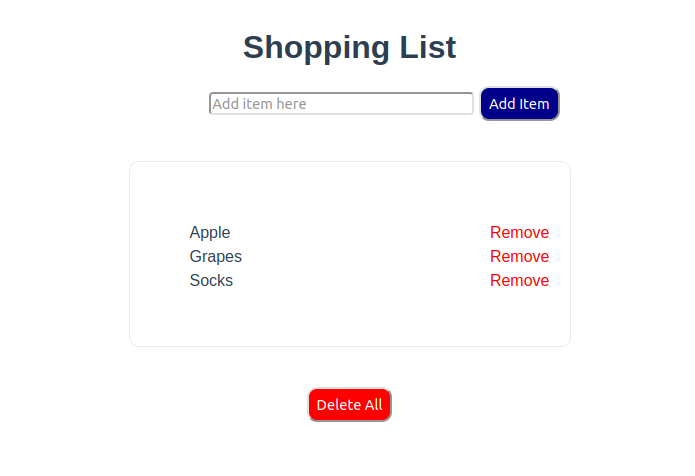 Shopping List
Add item here Add Item
Apple Remove
Grapes Remove
Socks Remove
Delete All